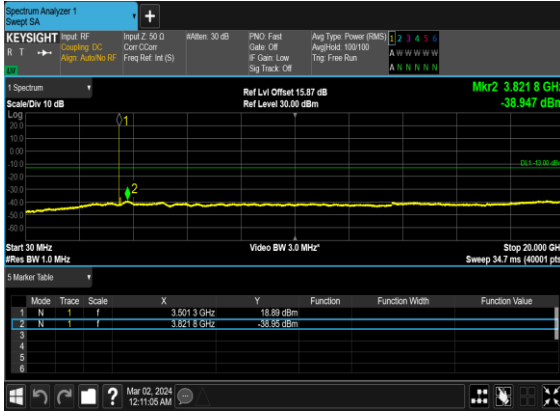 Spectrum Analyzer 1
Swept SA
+
KEYSIGHT Input: RF Input Z: 50 Ω #Atten: 30 dB PNO: Fast Avg Type: Power (RMS) 1 2 3 4 5 6
R T Coupling: DC Corr CCorr Gate: Off Avg|Hold: 100/100 A W W W W W
Align: Auto/No RF Freq Ref: Int (S) IF Gain: Low Trig: Free Run
Sig Track: Off A N N N N N
1 Spectrum Ref Lvl Offset 15.87 dB Mkr2 3.821 8 GHz
Scale/Div 10 dB Ref Level 30.00 dBm -38.947 dBm
Log
20.0
10.0
0.00
-10.0
-20.0
-30.0
-40.0
-50.0
-60.0
1
2
DL1 -13.00 dBm
Start 30 MHz Video BW 3.0 MHz* Stop 20.000 GHz
#Res BW 1.0 MHz Sweep 34.7 ms (40001 pts)
5 Marker Table
Mode Trace Scale X Y Function Function Width Function Value
1 N 1 f 3.501 3 GHz 18.89 dBm
2 N 1 f 3.821 8 GHz -38.95 dBm
3
4
5
6
? Mar 02, 2024
12:11:05 AM